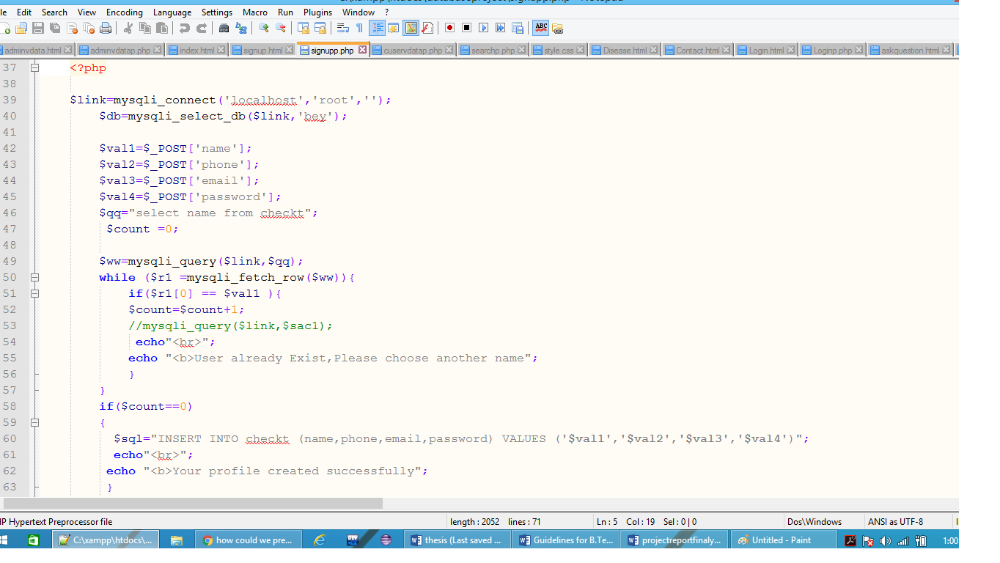 le Edit Search View Encoding Language Settings Macro Run Plugins Window ?
ABC
adminvdata.html adminvdatap.php index.html signup.html signupp.php cuservdatap.php searchp.php style.css Disease.html Contact.html Login.html Loginp.php askquestion.html
37 <?php
38
39 $link=mysqli_connect('localhost','root','');
40 $db=mysqli_select_db($link,'bey');
41
42 $val1=$_POST['name'];
43 $val2=$_POST['phone'];
44 $val3=$_POST['email'];
45 $val4=$_POST['password'];
46 $qq="select name from checkt";
47 $count =0;
48
49 $ww=mysqli_query($link,$qq);
50 while ($r1 =mysqli_fetch_row($ww)){
51 if($r1[0] == $val1 ){
52 $count=$count+1;
53 //mysqli_query($link,$sac1);
54 echo"<br>";
55 echo "<b>User already Exist,Please choose another name";
56 }
57 }
58 if($count==0)
59 {
60 $sql="INSERT INTO checkt (name,phone,email,password) VALUES ('$val1','$val2','$val3','$val4')";
61 echo"<br>";
62 echo "<b>Your profile created successfully";
63 }
IP Hypertext Preprocessor file length : 2052 lines : 71 Ln : 5 Col : 19 Sel : 0 | 0 Dos\Windows ANSI as UTF-8
C:\xampp\htdocs\... how could we pre... thesis (Last saved ... Guidelines for B.Te... projectreportfinaly... Untitled - Paint 1:00